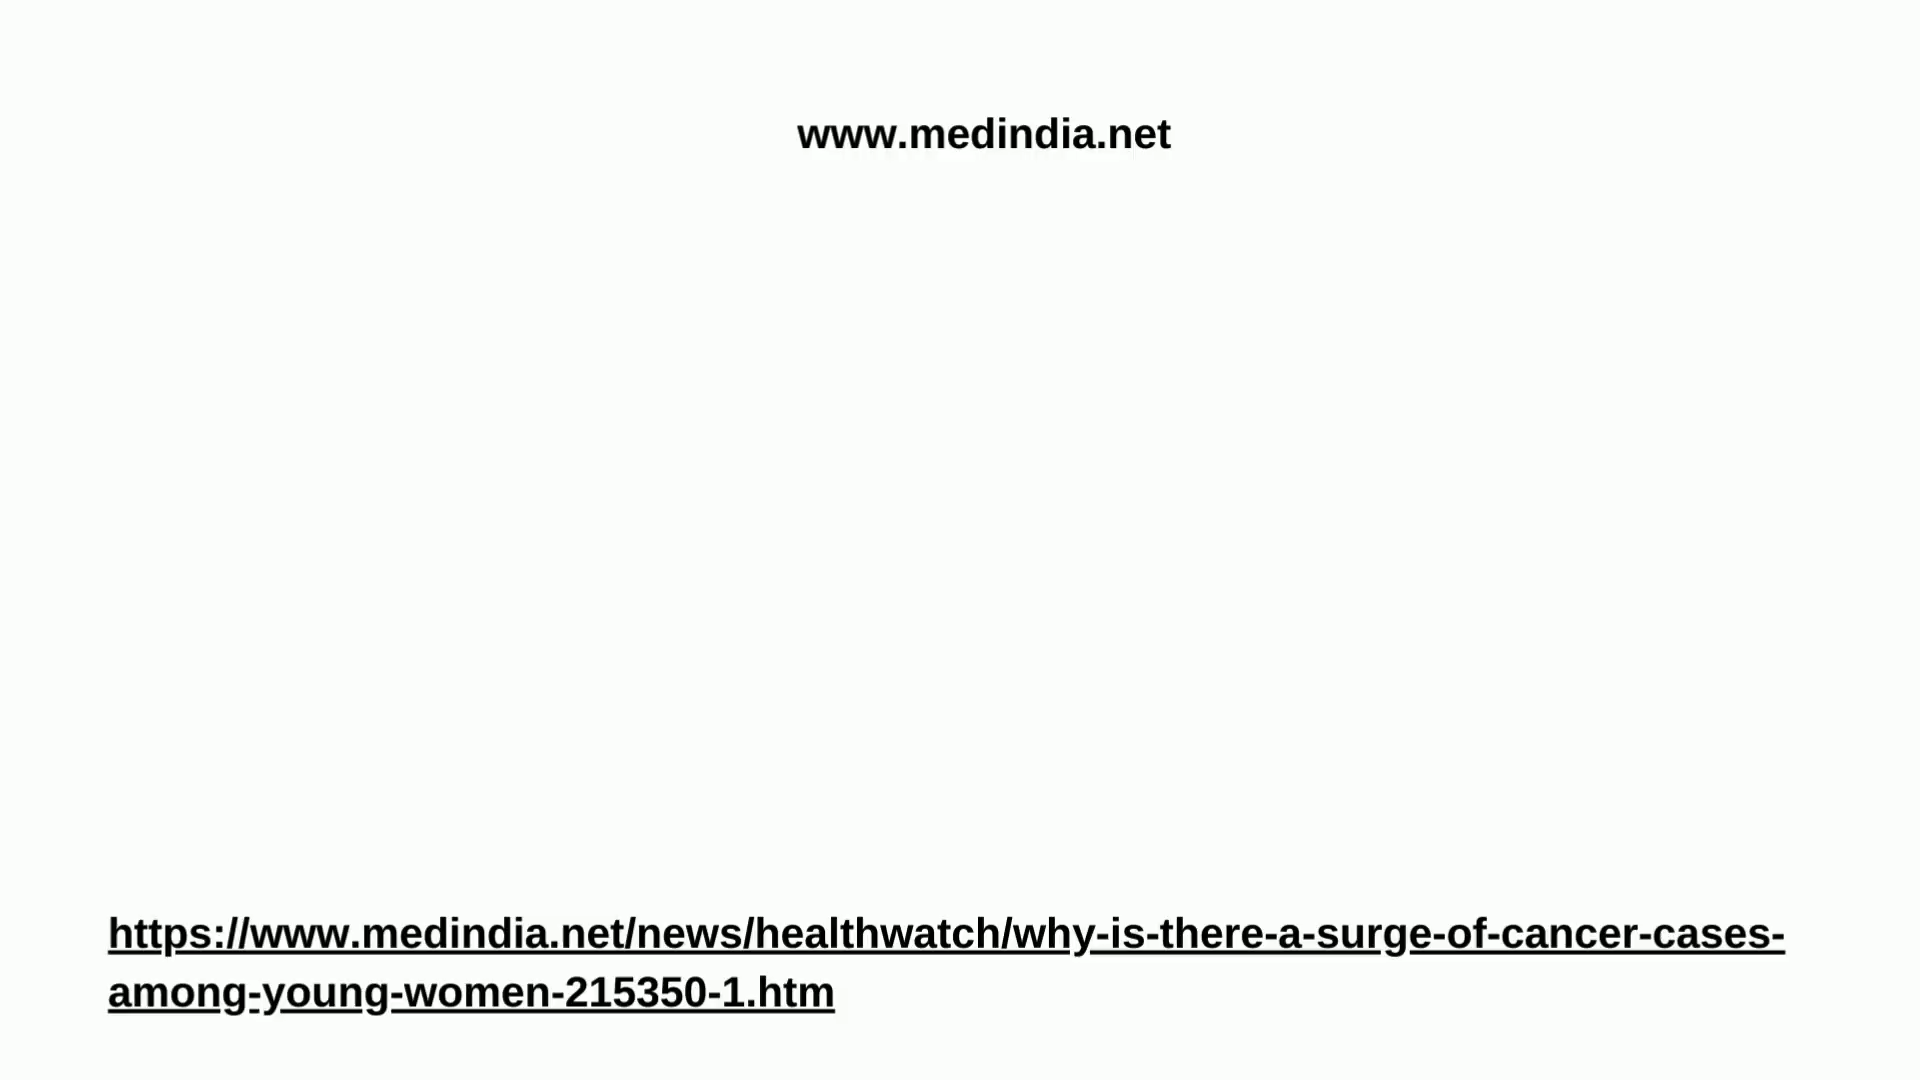 www.medindia.net
https://www.medindia.net/news/healthwatch/why-is-there-a-surge-of-cancer-cases-
among-young-women-215350-1.htm